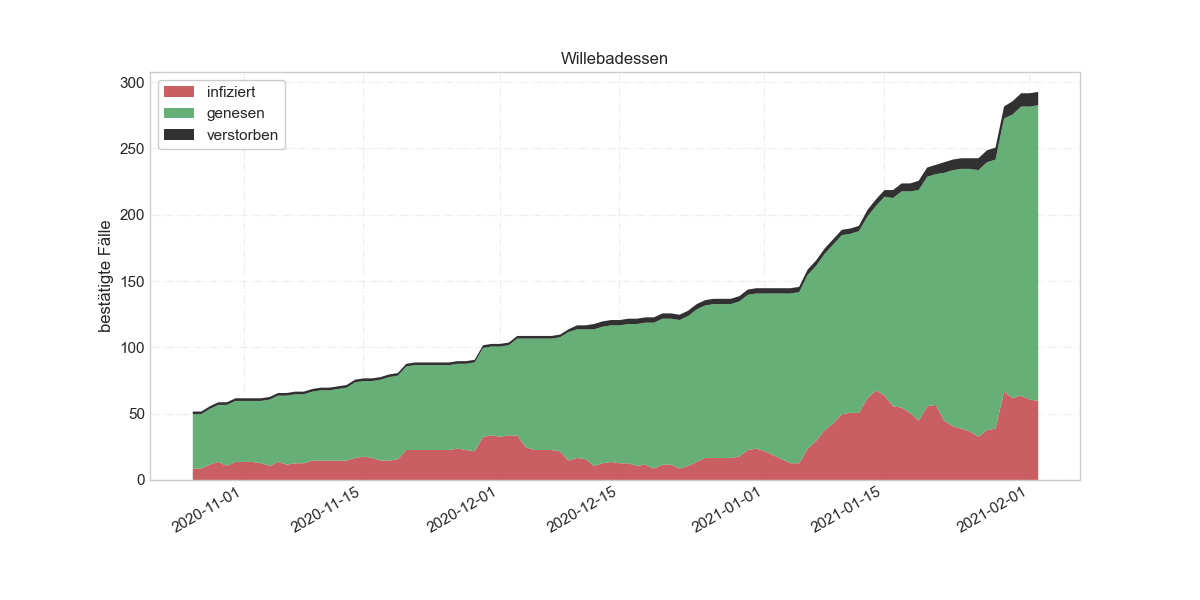 Willebadessen
infiziert
genesen
verstorben
bestätigte Fälle
300
250
200
150
100
50
0
2020-11-01
2020-11-15
2020-12-01
2020-12-15
2021-01-01
2021-01-15
2021-02-01